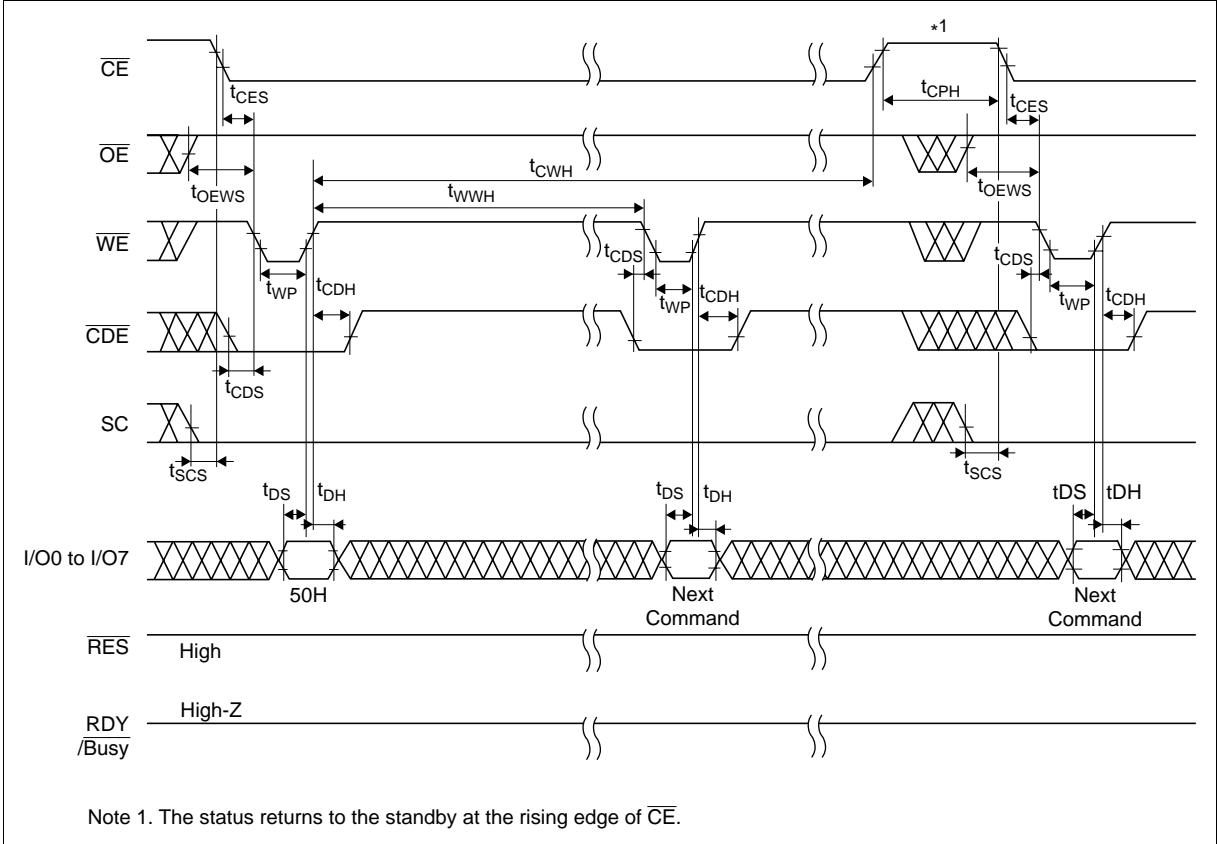 *1
CE
tCES
tCPH
tCES
OE
tOEWS
tCWH
tOEWS
tWWH
WE
tCDS
tCDS
tWP
tCDH
tWP
tCDH
tWP
tCDH
CDE
tCDS
SC
tSCS
tSCS
tDS
tDH
tDS
tDH
tDS
tDH
I/O0 to I/O7
50H
Next
Command
Next
Command
RES
High
RDY
/Busy
High-Z
Note 1. The status returns to the standby at the rising edge of CE.